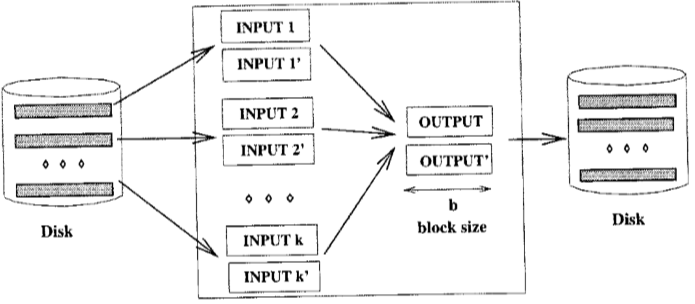 INPUT 1
INPUT 1'
INPUT 2
INPUT 2'
INPUT k
INPUT k'
OUTPUT
OUTPUT'
b
block size
Disk
Disk